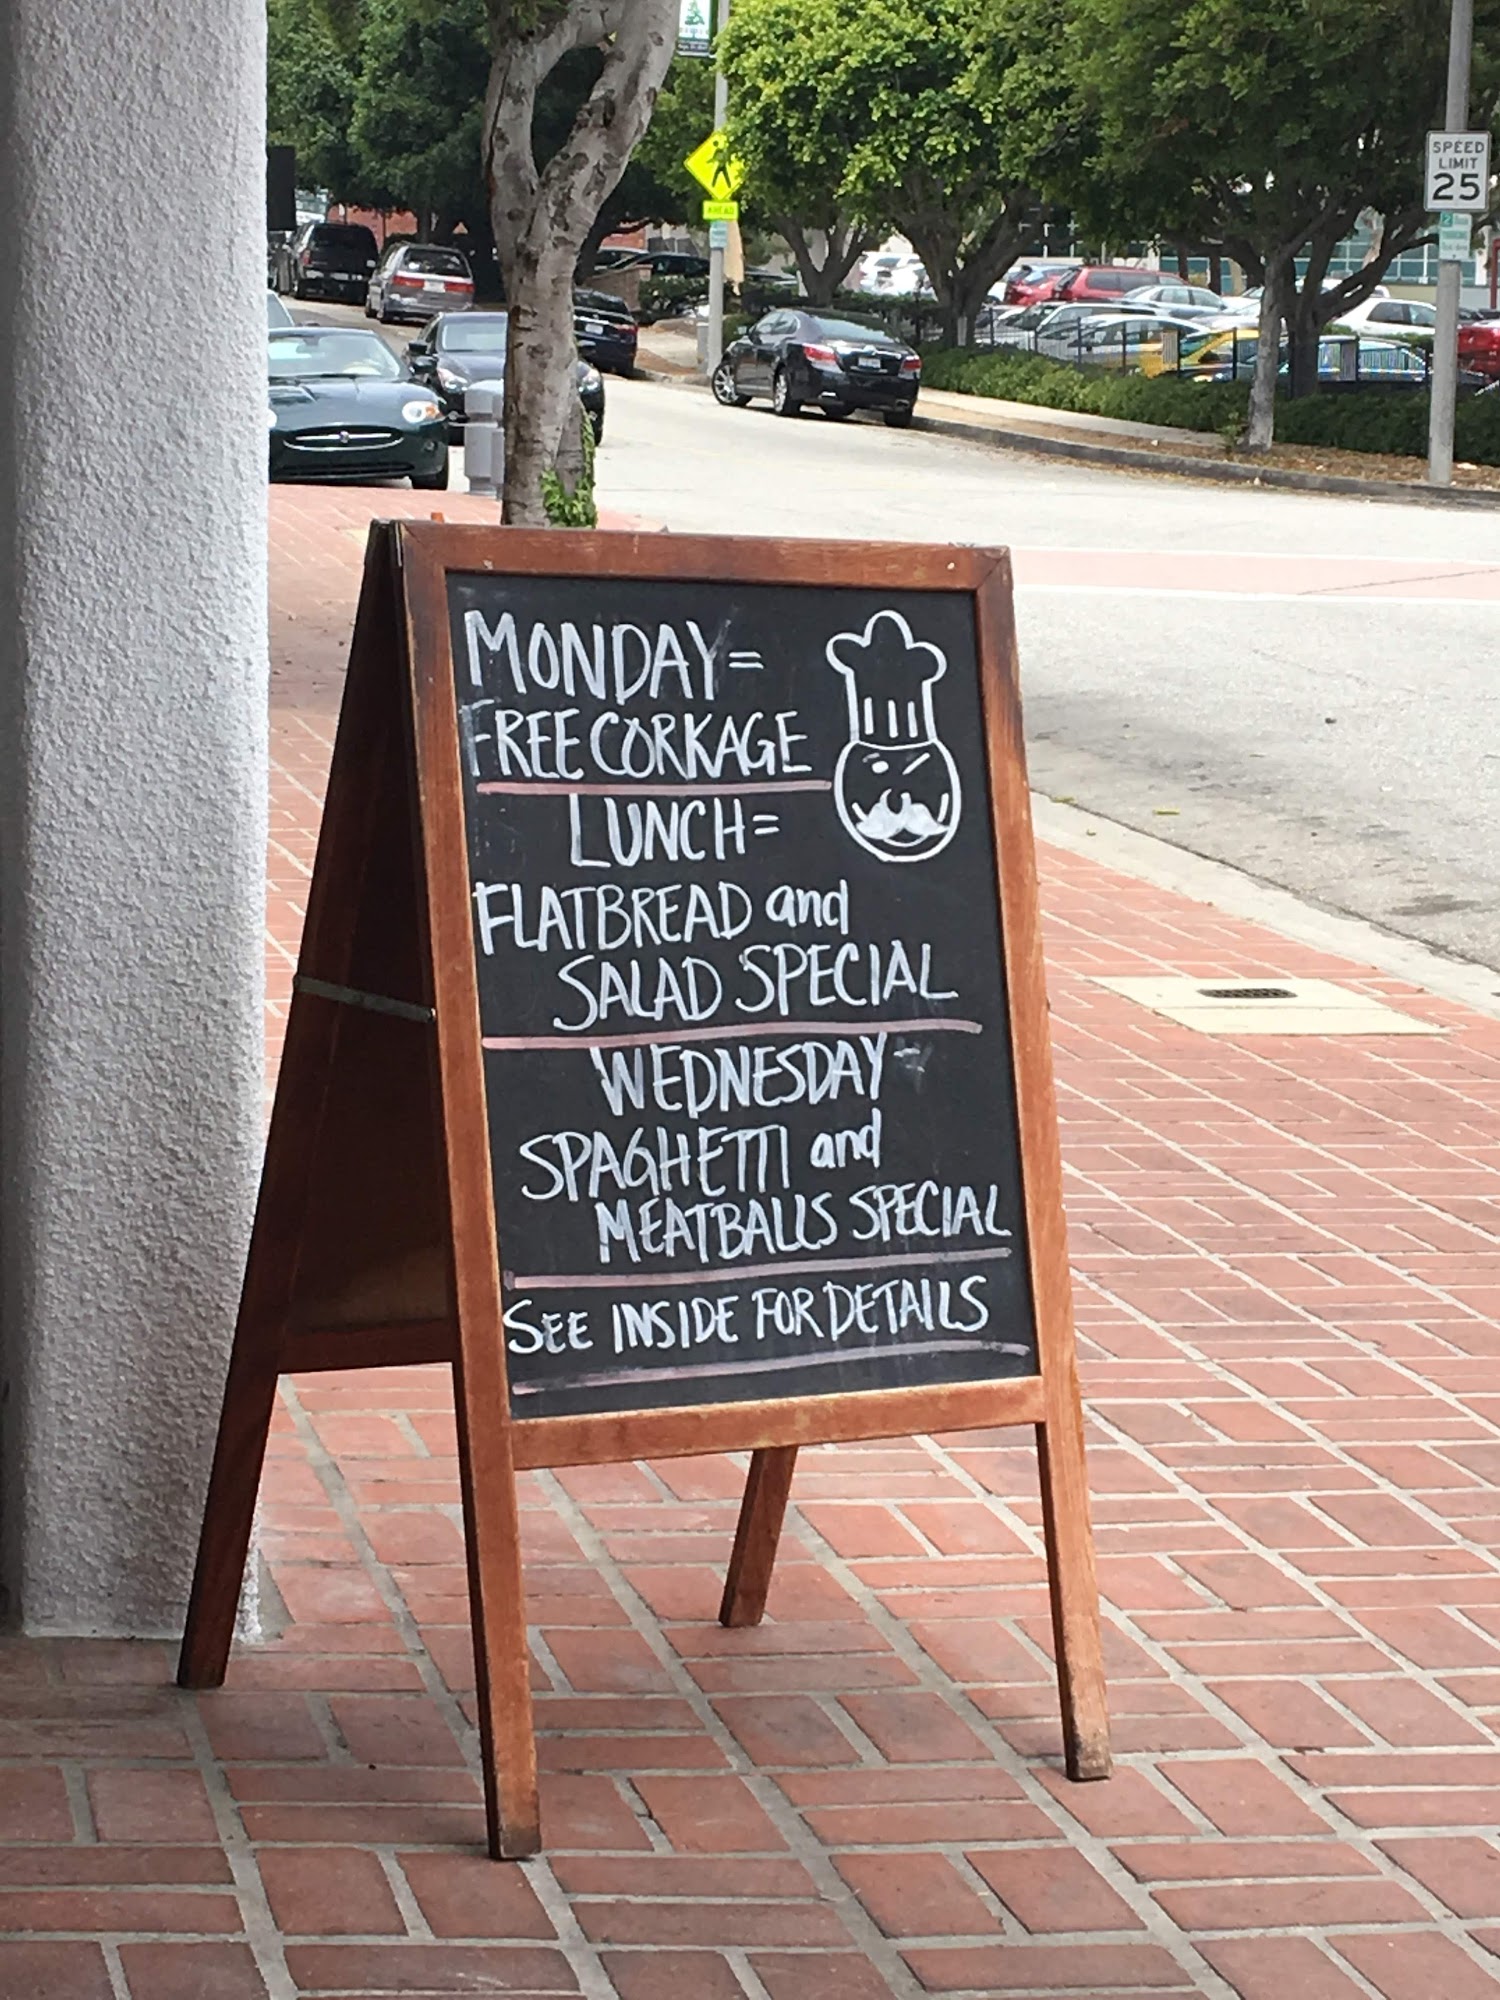 SPEED
LIMIT
25
AHEAD
MONDAY=
FREE CORKAGE
LUNCH=
FLATBREAD and
SALAD SPECIAL
WEDNESDAY-
SPAGHETTI and
MEATBALLS SPECIAL
SEE INSIDE FOR DETAILS